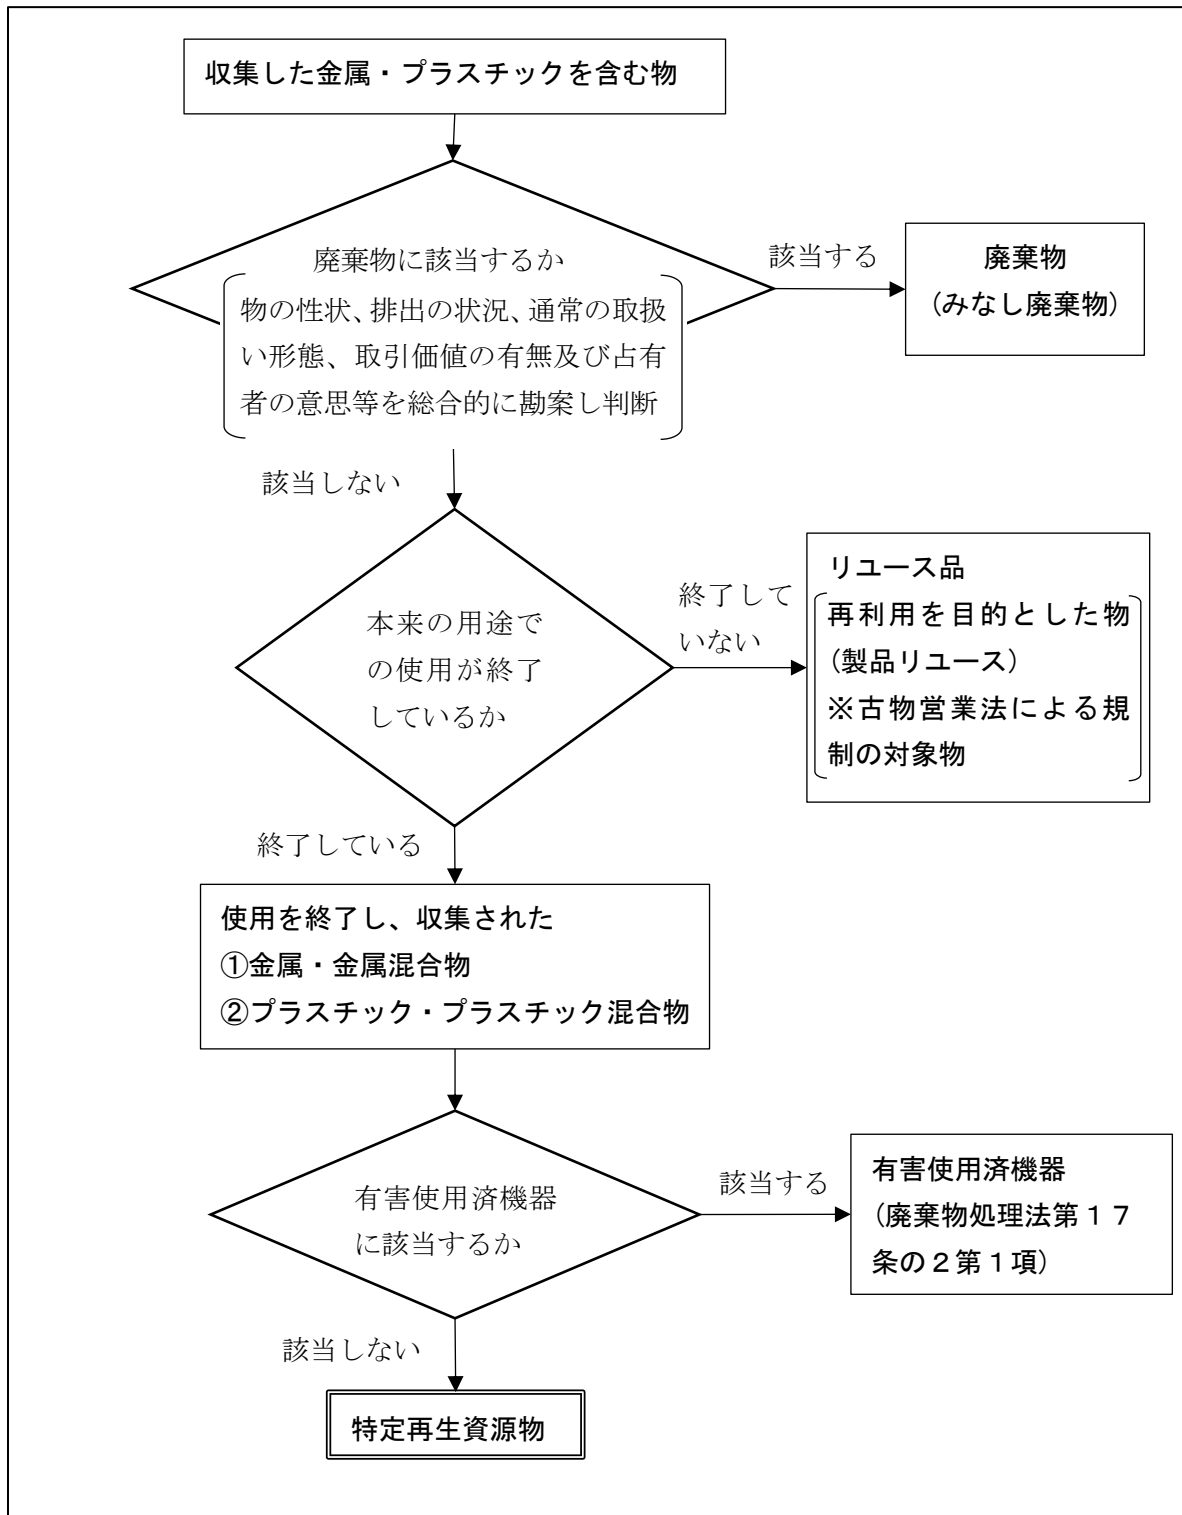 収集した金属・プラスチックを含む物
廃棄物に該当するか
物の性状、排出の状況、通常の取扱
い形態、取引価値の有無及び占有
者の意思等を総合的に勘案し判断
該当する
廃棄物
（みなし廃棄物）
該当しない
本来の用途で
の使用が終了
しているか
終了して
いない
リユース品
再利用を目的とした物
（製品リユース）
※古物営業法による規
制の対象物
終了している
使用を終了し、収集された
①金属・金属混合物
②プラスチック・プラスチック混合物
有害使用済機器
に該当するか
該当する
有害使用済機器
（廃棄物処理法第１７
条の２第１項）
該当しない
特定再生資源物